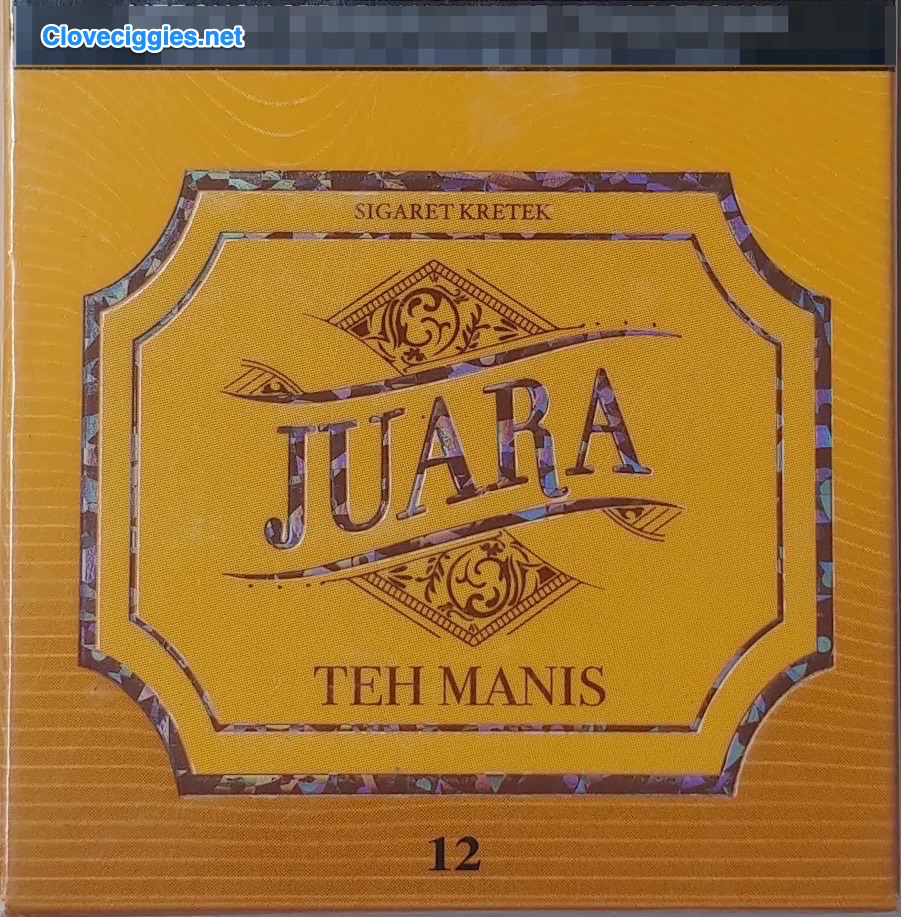 Cloveciggies.net
SIGARET KRETEK
JUARA
TEH MANIS
12